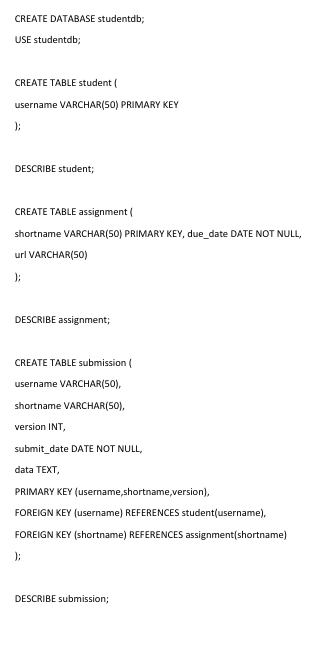 CREATE DATABASE studentdb;
USE studentdb;
CREATE TABLE student (
username VARCHAR(50) PRIMARY KEY
);
DESCRIBE student;
CREATE TABLE assignment (
shortname VARCHAR(50) PRIMARY KEY, due_date DATE NOT NULL,
url VARCHAR(50)
);
DESCRIBE assignment;
CREATE TABLE submission (
username VARCHAR(50),
shortname VARCHAR(50),
version INT,
submit_date DATE NOT NULL,
data TEXT,
PRIMARY KEY (username,shortname,version),
FOREIGN KEY (username) REFERENCES student(username),
FOREIGN KEY (shortname) REFERENCES assignment(shortname)
);
DESCRIBE submission;